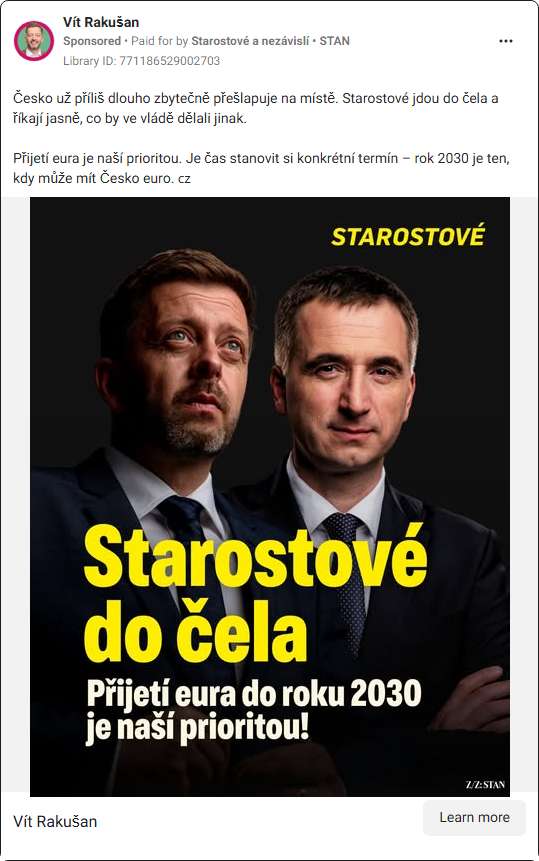 Vít Rakušan
Sponsored • Paid for by Starostové a nezávislí • STAN
Library ID: 771186529002703
Česko už příliš dlouho zbytečně přešlapuje na místě. Starostové jdou do čela a
říkají jasně, co by ve vládě dělali jinak.
Přijetí eura je naší prioritou. Je čas stanovit si konkrétní termín – rok 2030 je ten,
kdy může mít Česko euro. cz
STAROSTOVÉ
Starostové
do čela
Přijetí eura do roku 2030
je naší prioritou!
Z/Z: STAN
Vít Rakušan
Learn more